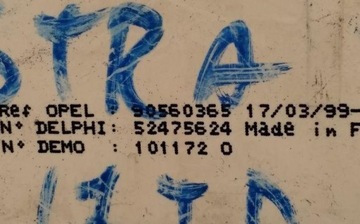 STRA
Ref OPEL 90560365 17/03/99-
N° DELPHI: 52475624 Made in F
N° DEMO : 101172 0